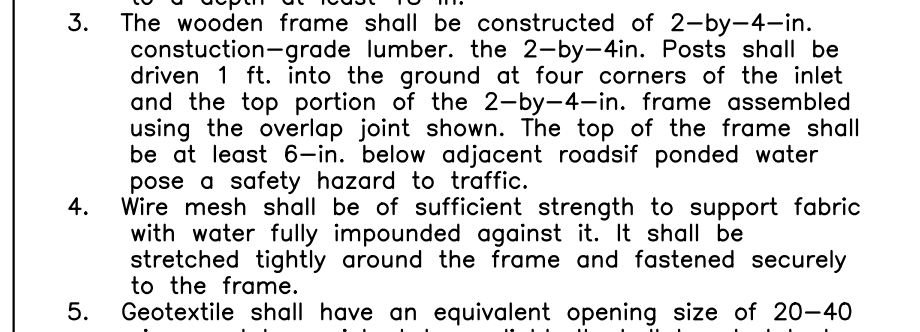 to a depth at least 18 in.
3. The wooden frame shall be constructed of 2-by-4-in.
constuction-grade lumber. the 2-by-4in. Posts shall be
driven 1 ft. into the ground at four corners of the inlet
and the top portion of the 2-by-4-in. frame assembled
using the overlap joint shown. The top of the frame shall
be at least 6-in. below adjacent roadsif ponded water
pose a safety hazard to traffic.
4. Wire mesh shall be of sufficient strength to support fabric
with water fully impounded against it. It shall be
stretched tightly around the frame and fastened securely
to the frame.
5. Geotextile shall have an equivalent opening size of 20-40